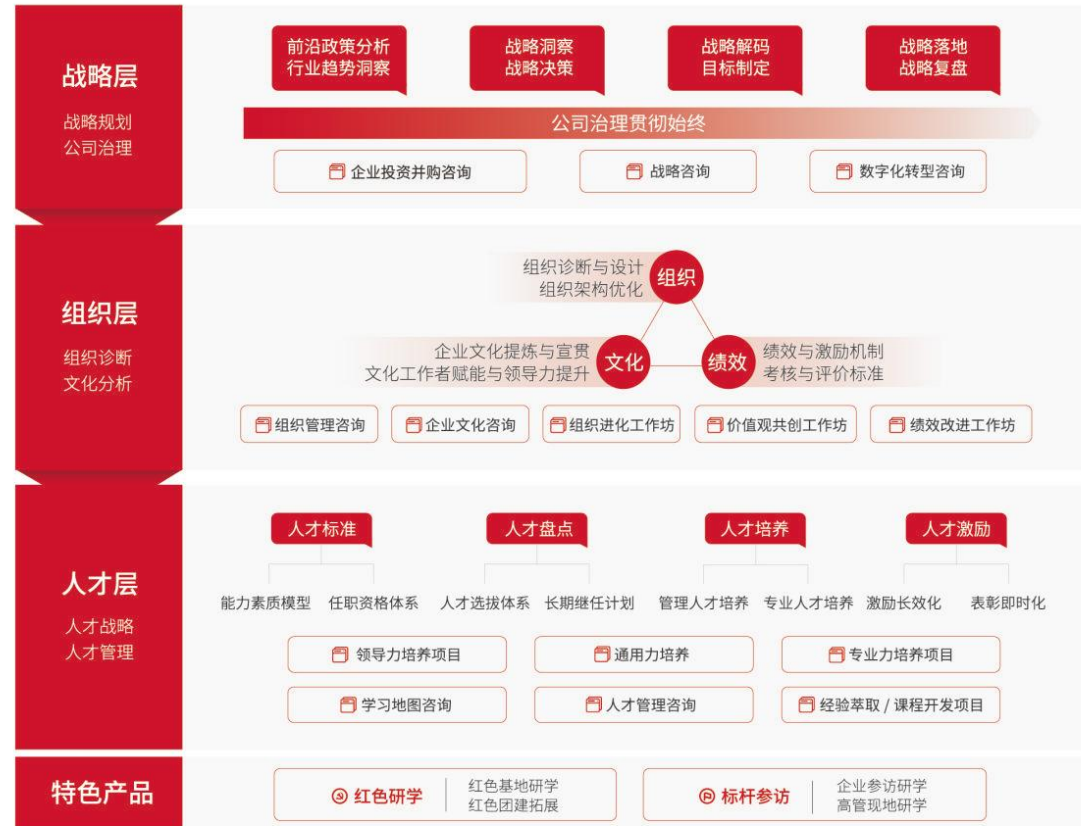 战略层
战略规划
公司治理
前沿政策分析
行业趋势洞察
战略洞察
战略决策
战略解码
目标制定
战略落地
战略复盘
公司治理贯彻始终
企业投资并购咨询
战略咨询
数字化转型咨询
组织层
组织诊断
文化分析
组织诊断与设计
组织架构优化
组织
企业文化提炼与宣贯
文化工作者赋能与领导力提升
文化
绩效
绩效与激励机制
考核与评价标准
组织管理咨询
企业文化咨询
组织进化工作坊
价值观共创工作坊
绩效改进工作坊
人才层
人才战略
人才管理
人才标准
人才盘点
人才培养
人才激励
能力素质模型
任职资格体系
人才选拔体系
长期继任计划
管理人才培养
专业人才培养
激励长效化
表彰即时化
领导力培养项目
通用力培养
专业力培养项目
学习地图咨询
人才管理咨询
经验萃取 / 课程开发项目
特色产品
红色研学
红色基地研学
红色团建拓展
标杆参访
企业参访研学
高管现地研学